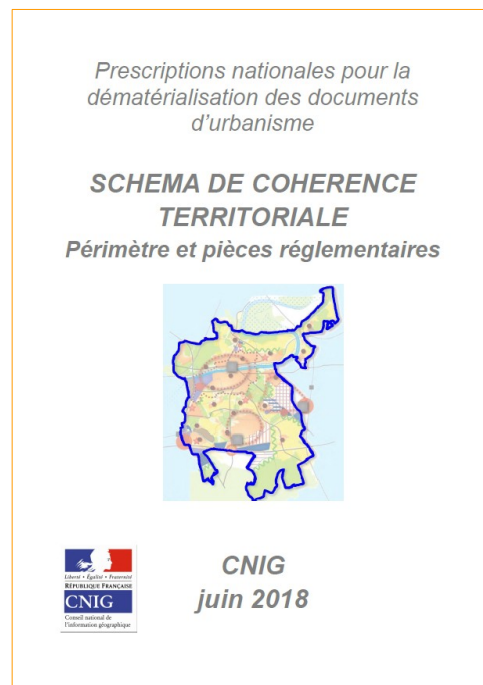 Prescriptions nationales pour la
dématérialisation des documents
d'urbanisme
SCHEMA DE COHERENCE
TERRITORIALE
Périmètre et pièces réglementaires
Liberté • Égalité • Fraternité
RÉPUBLIQUE FRANÇAISE
CNIG
Conseil national de
l'information géographique
CNIG
juin 2018